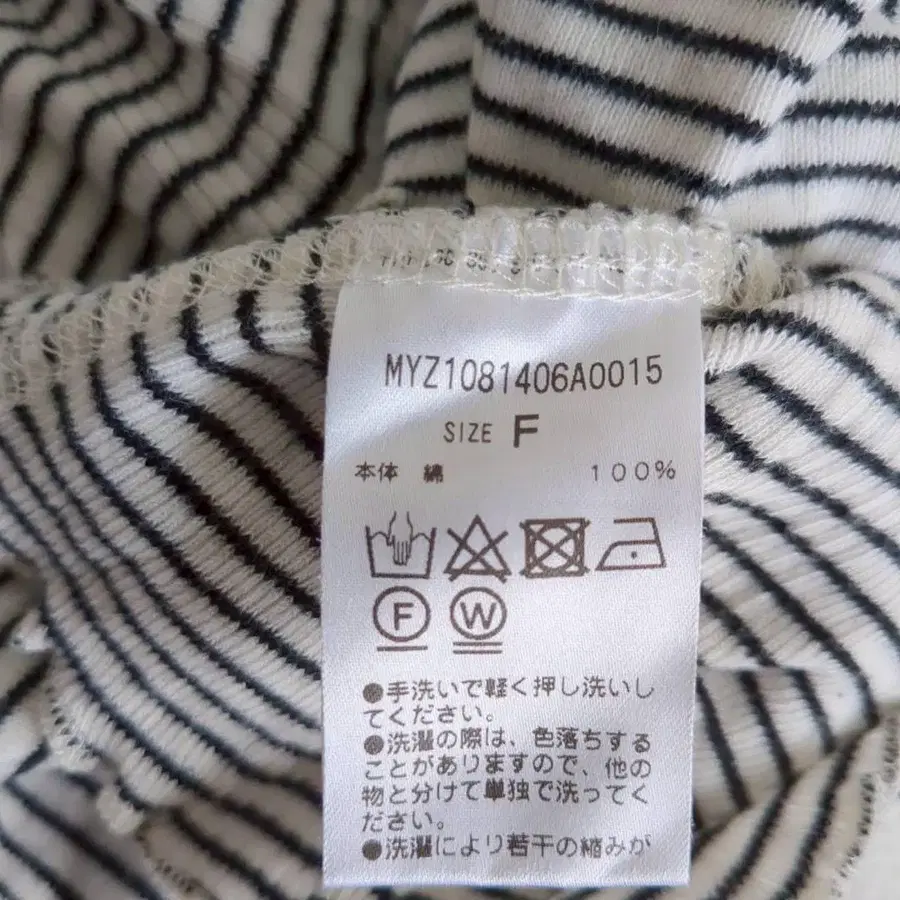 MYZ1081406A0015
SIZE F
本体 綿 100%
F W
●手洗いで軽く押し洗いし
てください。
●洗濯の際は、色落ちする
ことがありますので、他の
物と分けて単独で洗ってく
ださい。
●洗濯により若干の縮みが